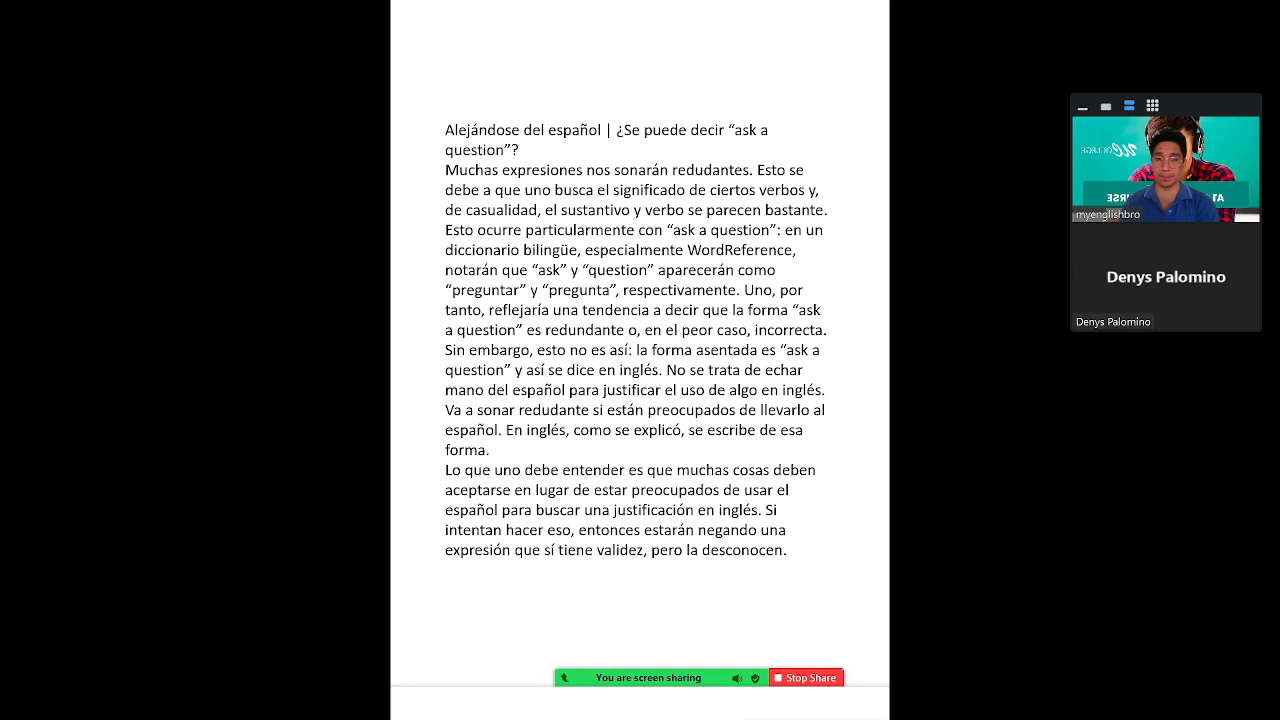 Alejándose del español | ¿Se puede decir “ask a
question”?
Muchas expresiones nos sonarán redudantes. Esto se
debe a que uno busca el significado de ciertos verbos y,
de casualidad, el sustantivo y verbo se parecen bastante.
Esto ocurre particularmente con “ask a question”: en un
diccionario bilingüe, especialmente WordReference,
notarán que “ask” y “question” aparecerán como
“preguntar” y “pregunta”, respectivamente. Uno, por
tanto, reflejaría una tendencia a decir que la forma “ask
a question” es redundante o, en el peor caso, incorrecta.
Sin embargo, esto no es así: la forma asentada es “ask a
question” y así se dice en inglés. No se trata de echar
mano del español para justificar el uso de algo en inglés.
Va a sonar redudante si están preocupados de llevarlo al
español. En inglés, como se explicó, se escribe de esa
forma.
Lo que uno debe entender es que muchas cosas deben
aceptarse en lugar de estar preocupados de usar el
español para buscar una justificación en inglés. Si
intentan hacer eso, entonces estarán negando una
expresión que sí tiene validez, pero la desconocen.
You are screen sharing
Stop Share
COLLEGE
myenglishbro
Denys Palomino
Denys Palomino